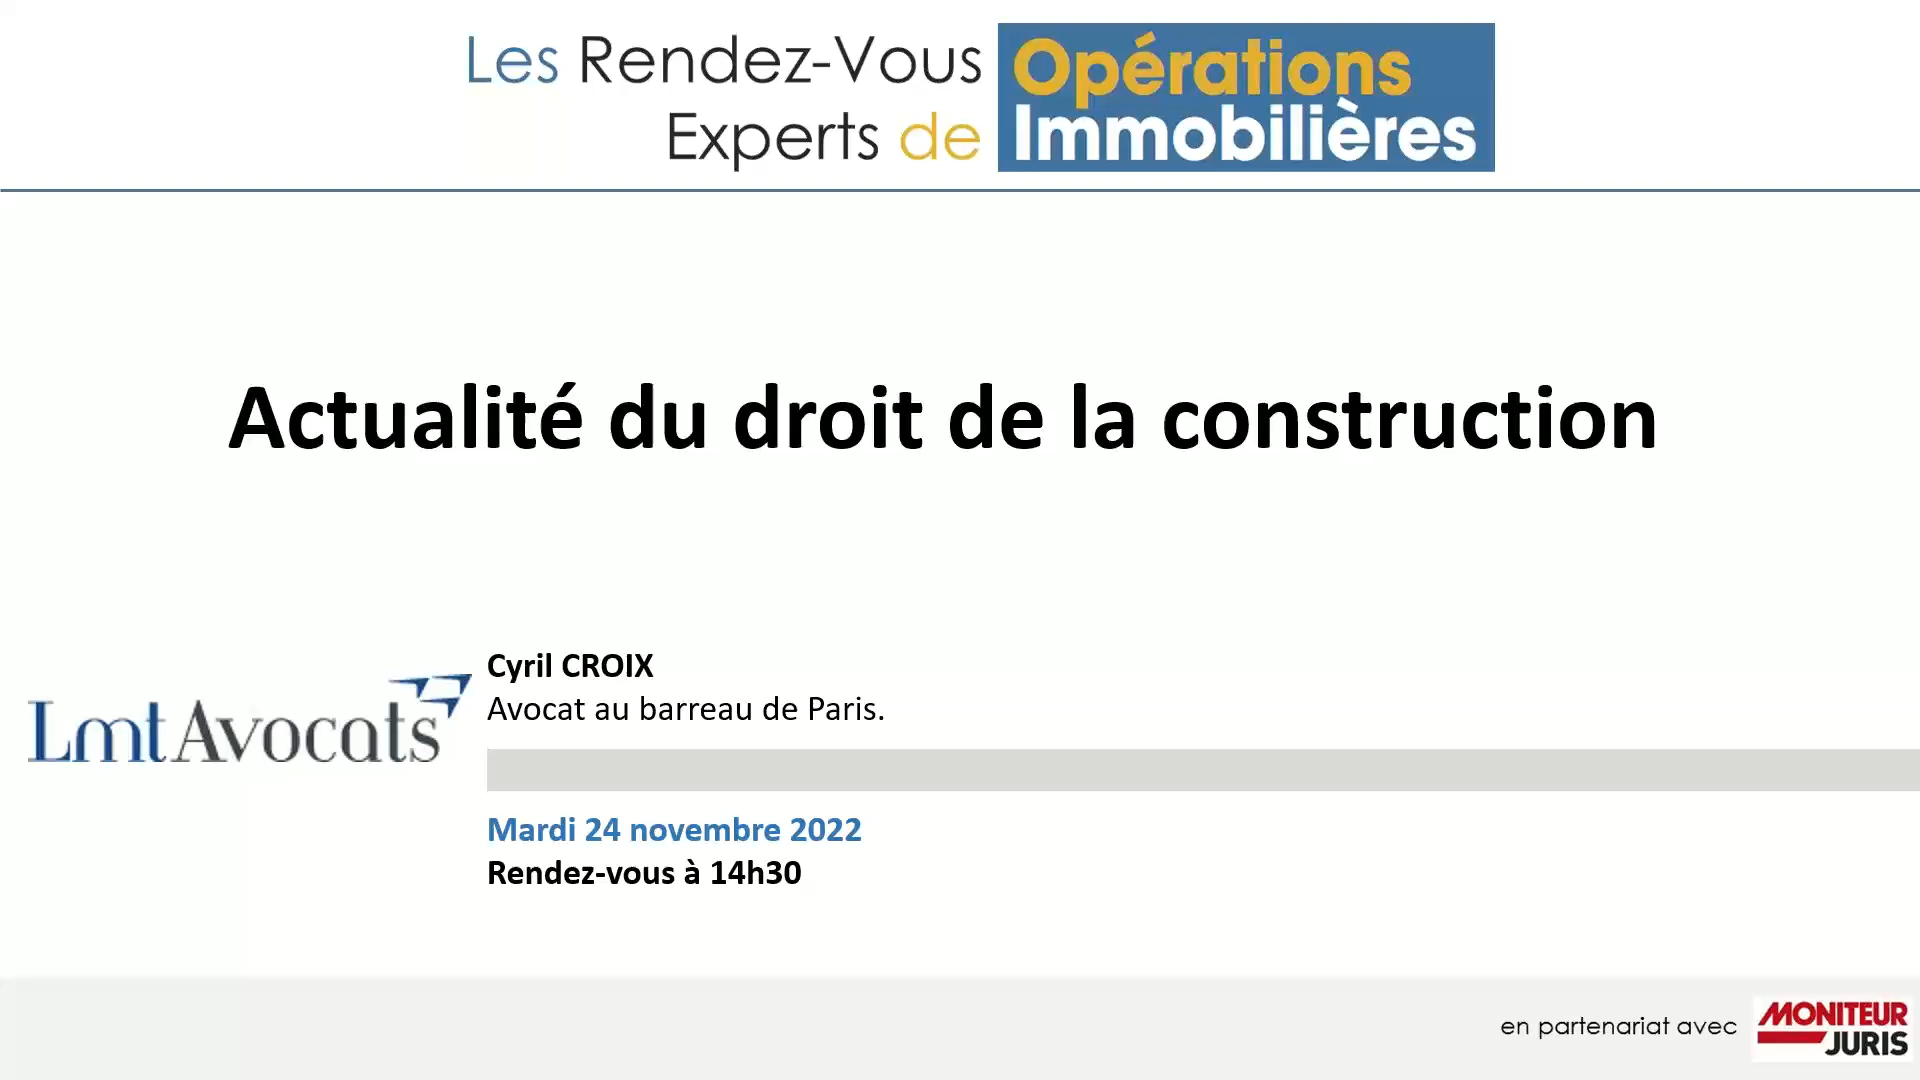 Les Rendez-Vous
Experts de
Opérations
Immobilières
Actualité du droit de la construction
LmtAvocats
Cyril CROIX
Avocat au barreau de Paris.
Mardi 24 novembre 2022
Rendez-vous à 14h30
en partenariat avec
MONITEUR
JURIS